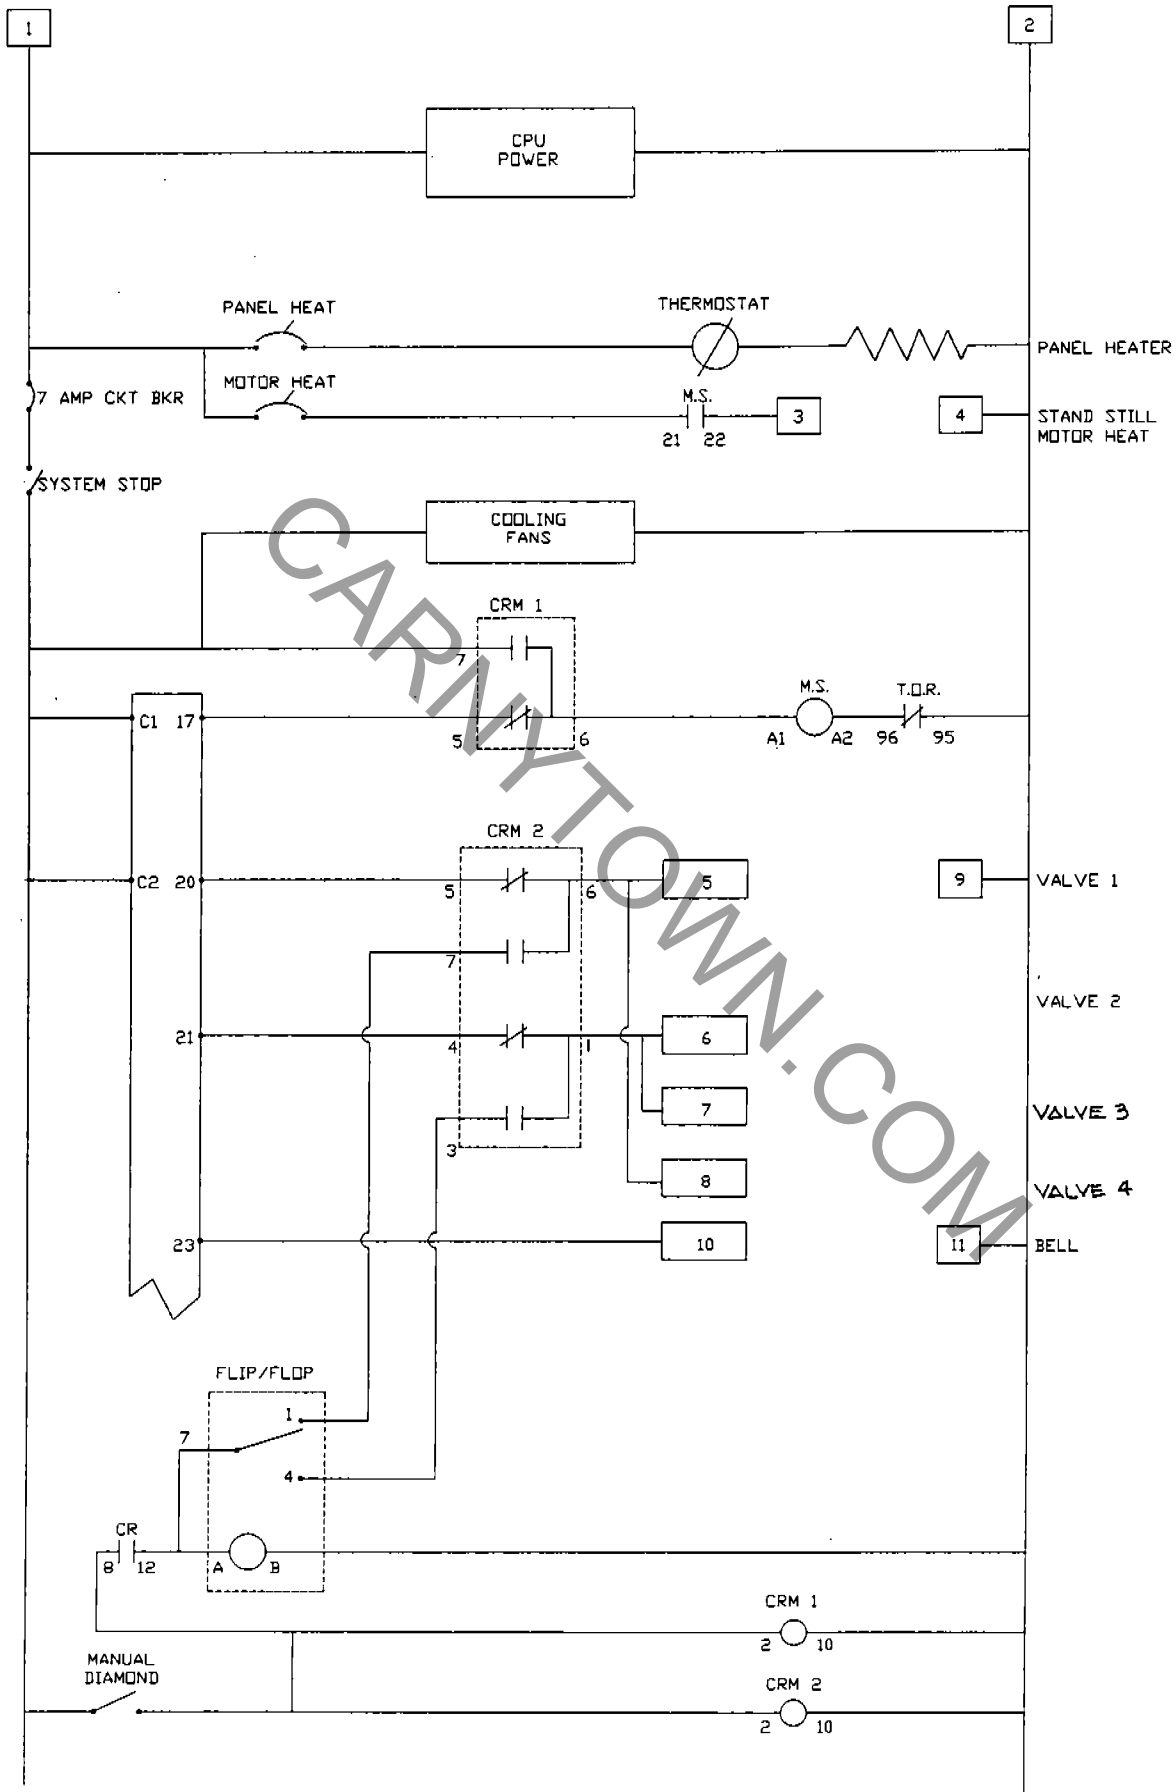 1
2
CPU
POWER
PANEL HEAT
THERMOSTAT
PANEL HEATER
MOTOR HEAT
7 AMP CKT BKR
M.S.
21 22
3
4
STAND STILL
MOTOR HEAT
SYSTEM STOP
COOLING
FANS
CRM 1
7
C1 17
5
6
M.S.
T.O.R.
A1
A2
96
95
CRM 2
C2 20
5
6
5
9
VALVE 1
7
VALVE 2
21
4
1
6
7
VALVE 3
3
8
VALVE 4
23
10
11
BELL
FLIP/FLOP
1
7
4
CR
8 12
A
B
CRM 1
2
10
MANUAL
DIAMOND
CRM 2
2
10
CARNYTOWN.COM